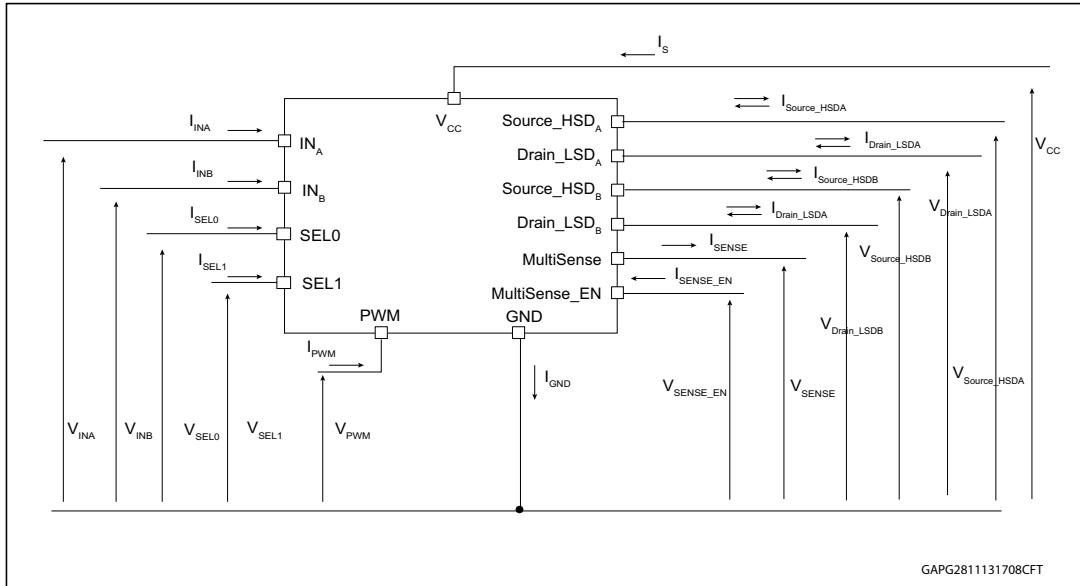 I_S
V_CC
I_INA
IN_A
I_INB
IN_B
I_SEL0
SEL0
I_SEL1
SEL1
PWM
GND
Source_HSD_A
Drain_LSD_A
Source_HSD_B
Drain_LSD_B
MultiSense
MultiSense_EN
I_Source_HSDA
I_Drain_LSDA
I_Source_HSDB
I_Drain_LSDA
I_SENSE
I_SENSE_EN
I_PWM
I_GND
V_INA
V_INB
V_SEL0
V_SEL1
V_PWM
V_SENSE_EN
V_SENSE
V_Drain_LSDB
V_Source_HSDB
V_Drain_LSDA
V_Source_HSDA
V_CC
GAPG2811131708CFT